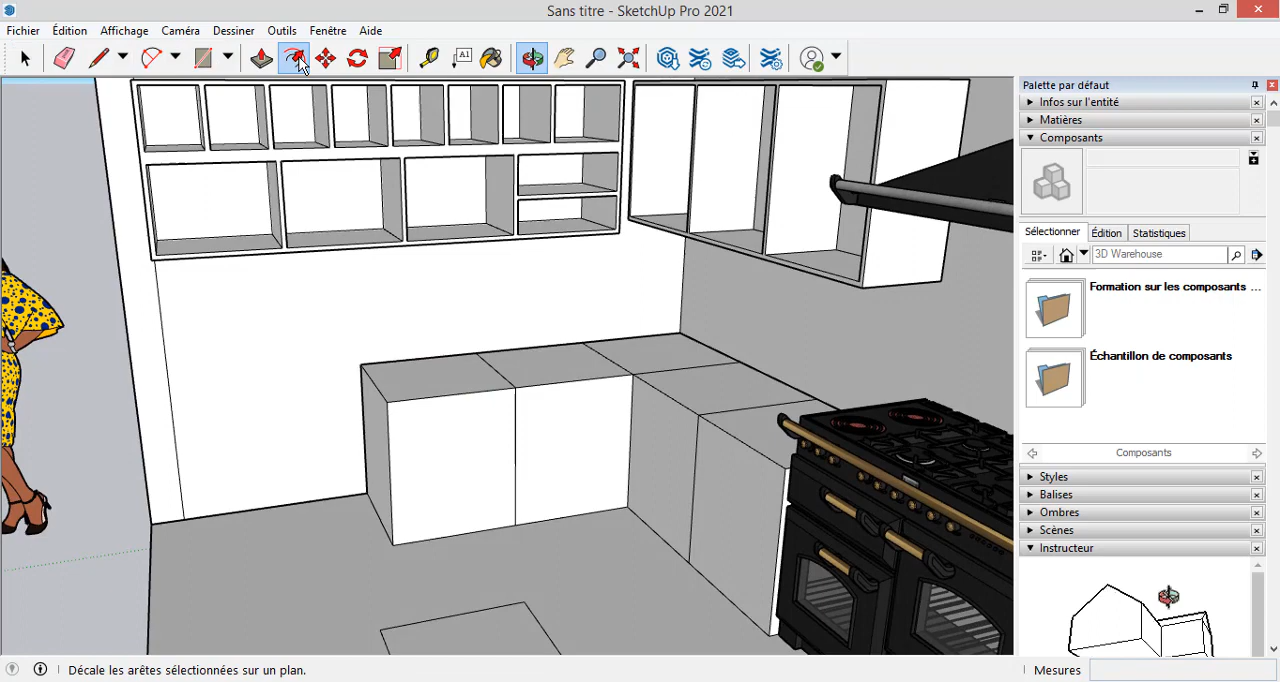 Sans titre - SketchUp Pro 2021
Fichier Édition Affichage Caméra Dessiner Outils Fenêtre Aide
A1
Palette par défaut
Infos sur l'entité
Matières
Composants
Sélectionner Édition Statistiques
3D Warehouse
Formation sur les composants ...
Échantillon de composants
Composants
Styles
Balises
Ombres
Scènes
Instructeur
Décale les arêtes sélectionnées sur un plan.
Mesures